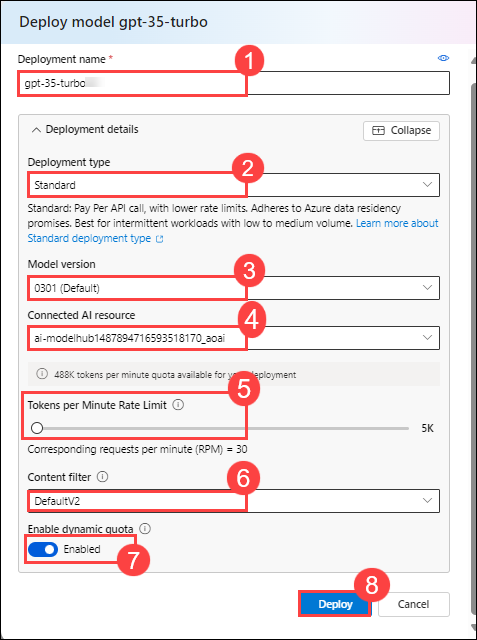 Deploy model gpt-35-turbo
1
Deployment name *
gpt-35-turbo
Deployment details
Collapse
2
Deployment type
Standard
Standard: Pay Per API call, with lower rate limits. Adheres to Azure data residency
promises. Best for intermittent workloads with low to medium volume. Learn more about
Standard deployment type
3
Model version
0301 (Default)
4
Connected AI resource
ai-modelhub1487894716593518170_aoai
488K tokens per minute quota available for your deployment
5
Tokens per Minute Rate Limit
5K
Corresponding requests per minute (RPM) = 30
6
Content filter
DefaultV2
Enable dynamic quota
Enabled
7
8
Deploy
Cancel